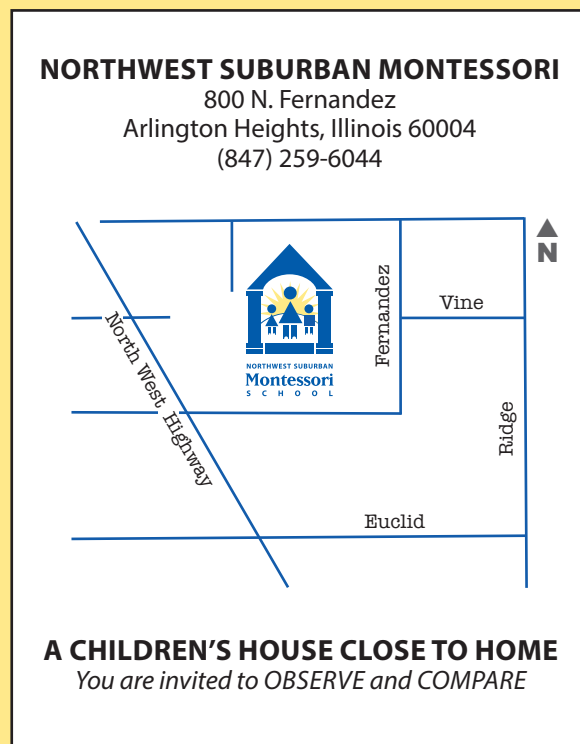 NORTHWEST SUBURBAN MONTESSORI
800 N. Fernandez
Arlington Heights, Illinois 60004
(847) 259-6044
N
Fernandez
Vine
North West Highway
NORTHWEST SUBURBAN
Montessori
SCHOOL
Ridge
Euclid
A CHILDREN'S HOUSE CLOSE TO HOME
You are invited to OBSERVE and COMPARE